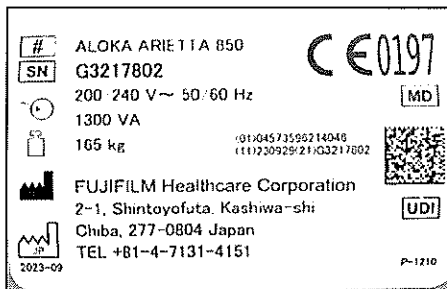 # ALOKA ARIETTA 850
SN G3217802
200-240 V~ 50/60 Hz
1300 VA
165 kg
CE0197
MD
(01)04573596214046
(11)230929(21)G3217802
FUJIFILM Healthcare Corporation
2-1, Shintoyofuta, Kashiwa-shi
Chiba, 277-0804 Japan
TEL +81-4-7131-4151
UDI
JP
2023-09
P-1210